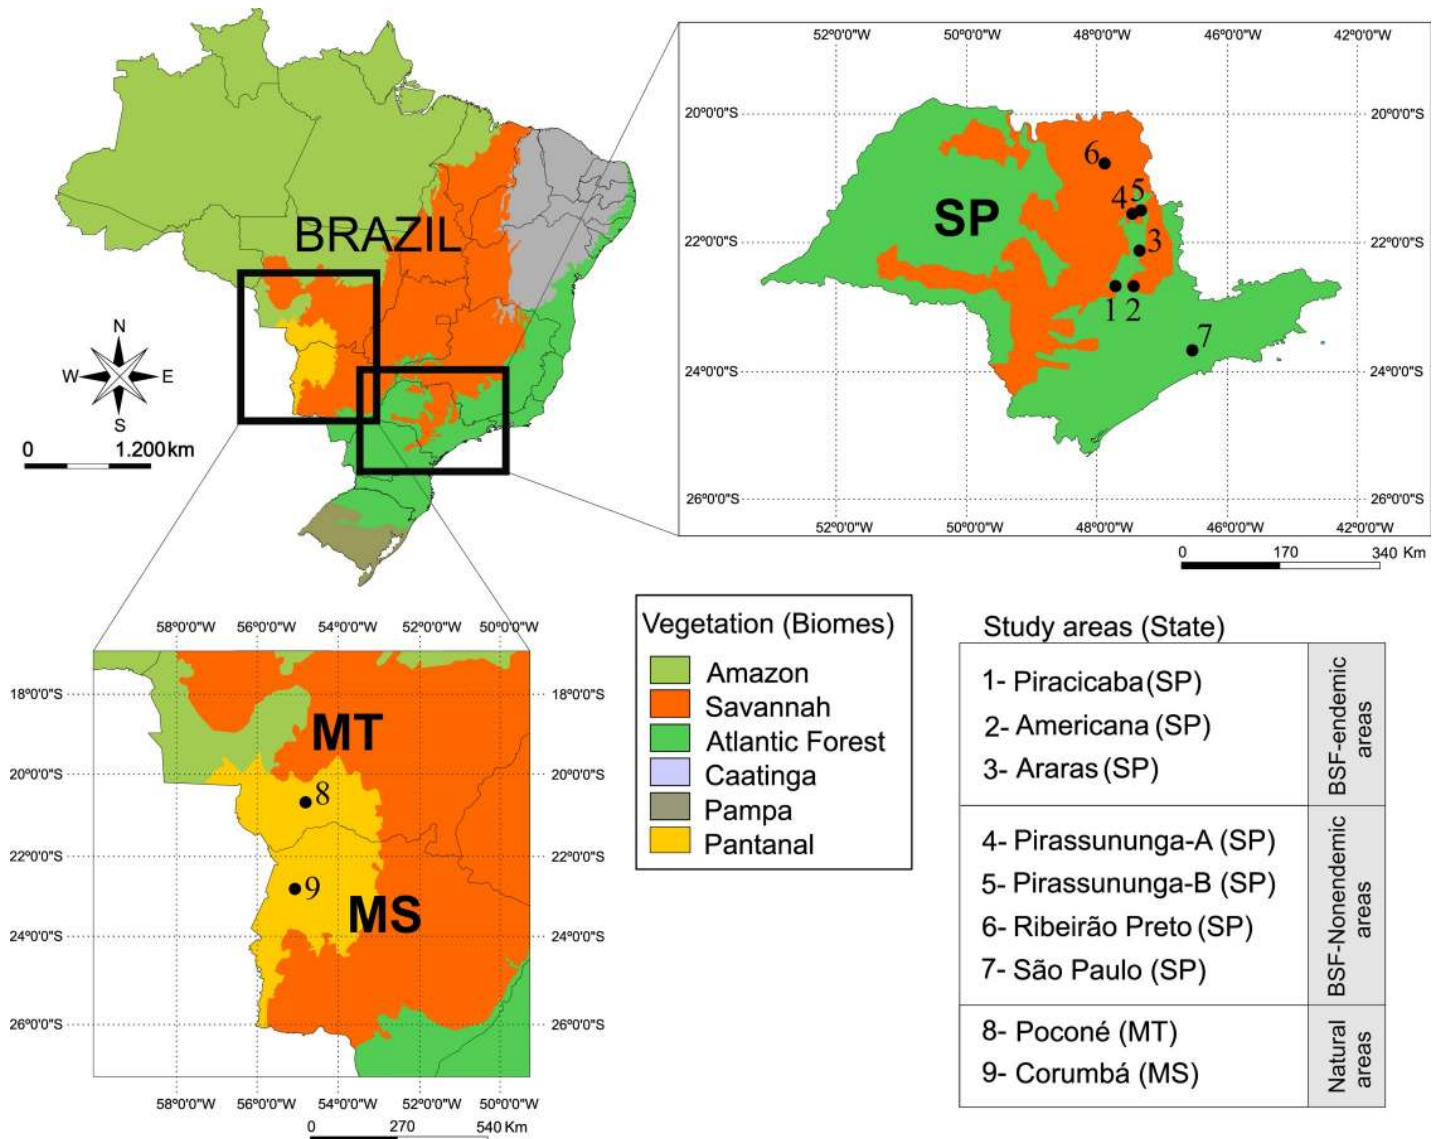 BRAZIL
N
W E
S
0 1.200 km
52º0'0"W 50º0'0"W 48º0'0"W 46º0'0"W 42º0'0"W
20º0'0"S 20º0'0"S
22º0'0"S 22º0'0"S
24º0'0"S 24º0'0"S
26º0'0"S 26º0'0"S
SP
6
4 5
3
1 2
7
52º0'0"W 50º0'0"W 48º0'0"W 46º0'0"W 42º0'0"W
0 170 340 Km
58º0'0"W 56º0'0"W 54º0'0"W 52º0'0"W 50º0'0"W
18º0'0"S 18º0'0"S
20º0'0"S 20º0'0"S
22º0'0"S 22º0'0"S
24º0'0"S 24º0'0"S
26º0'0"S 26º0'0"S
MT
8
9
MS
58º0'0"W 56º0'0"W 54º0'0"W 52º0'0"W 50º0'0"W
0 270 540 Km
Vegetation (Biomes)
Amazon
Savannah
Atlantic Forest
Caatinga
Pampa
Pantanal
Study areas (State)
1- Piracicaba (SP)
2- Americana (SP)
3- Araras (SP)
BSF-endemic
areas
4- Pirassununga-A (SP)
5- Pirassununga-B (SP)
6- Ribeirão Preto (SP)
7- São Paulo (SP)
BSF-Nonendemic
areas
8- Poconé (MT)
9- Corumbá (MS)
Natural
areas